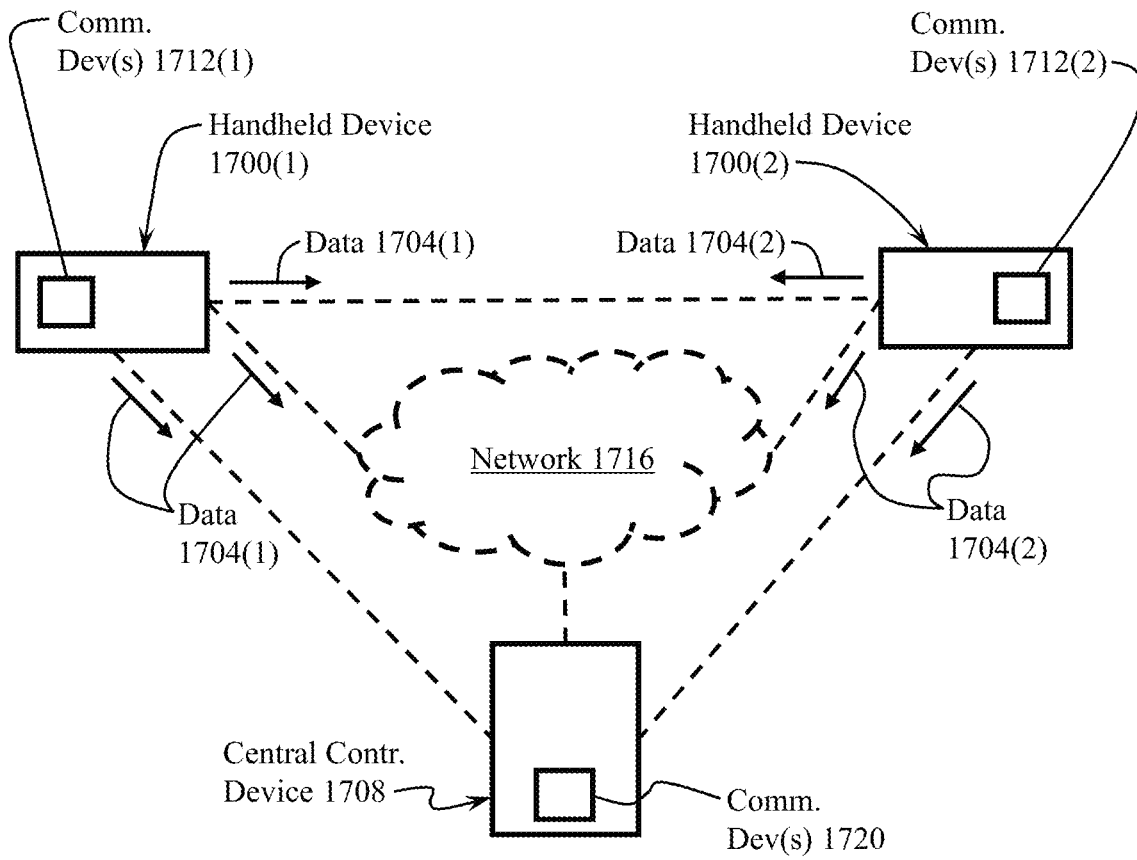 Comm.
Dev(s) 1712(1)
Comm.
Dev(s) 1712(2)
Handheld Device
1700(1)
Handheld Device
1700(2)
Data 1704(1)
Data 1704(2)
Network 1716
Data
1704(1)
Data
1704(2)
Central Contr.
Device 1708
Comm.
Dev(s) 1720